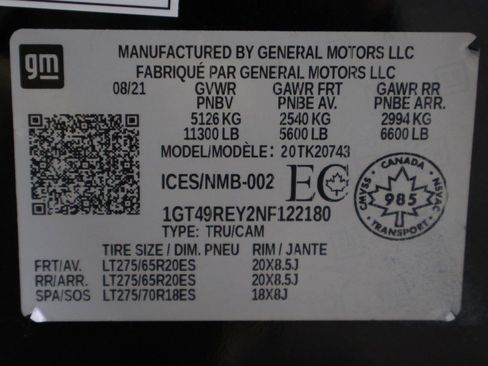 gm
MANUFACTURED BY GENERAL MOTORS LLC
FABRIQUÉ PAR GENERAL MOTORS LLC
08/21 GVWR GAWR FRT GAWR RR
PNBV PNBE AV. PNBE ARR.
5126 KG 2540 KG 2994 KG
11300 LB 5600 LB 6600 LB
MODEL/MODÈLE: 20TK20743
ICES/NMB-002 EC
CANADA
CMVSS 985 NSVAC
TRANSPORT
1GT49REY2NF122180
TYPE: TRU/CAM
TIRE SIZE / DIM. PNEU RIM / JANTE
FRT/AV. LT275/65R20ES 20X8.5J
RR/ARR. LT275/65R20ES 20X8.5J
SPA/SOS LT275/70R18ES 18X8J